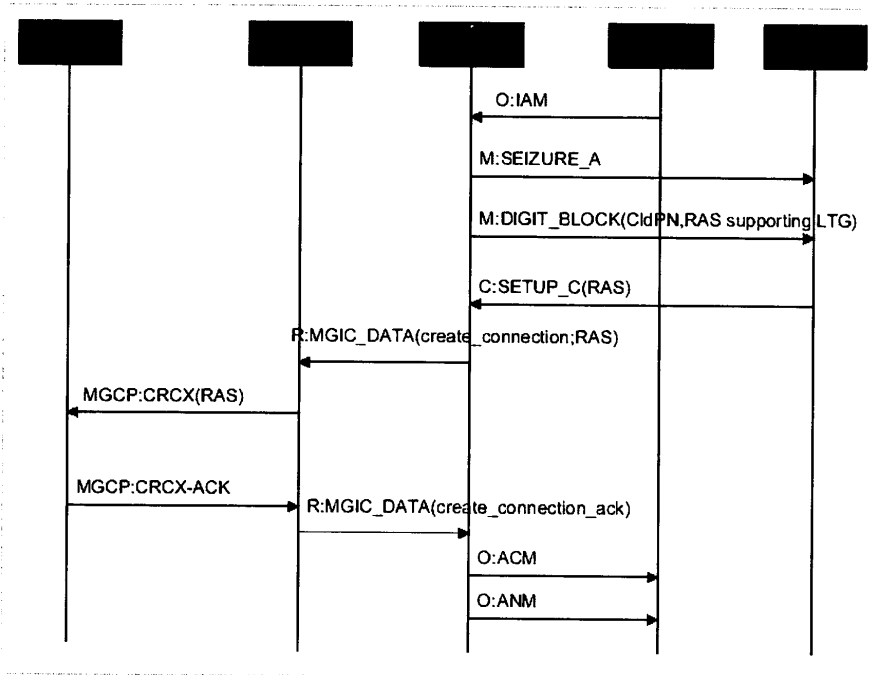 O:IAM
M:SEIZURE_A
M:DIGIT_BLOCK(CldPN,RAS supporting LTG)
C:SETUP_C(RAS)
R:MGIC_DATA(create_connection;RAS)
MGCP:CRCX(RAS)
MGCP:CRCX-ACK
R:MGIC_DATA(create_connection_ack)
O:ACM
O:ANM